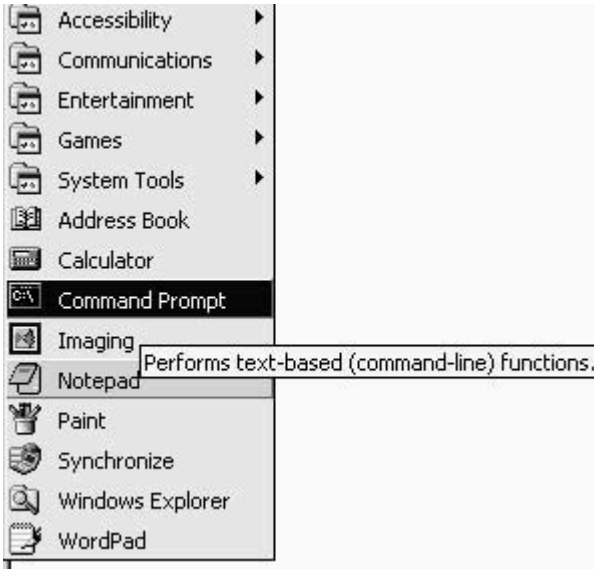 Accessibility
Communications
Entertainment
Games
System Tools
Address Book
Calculator
C:\
Command Prompt
Imaging
Performs text-based (command-line) functions.
Notepad
Paint
Synchronize
Windows Explorer
WordPad